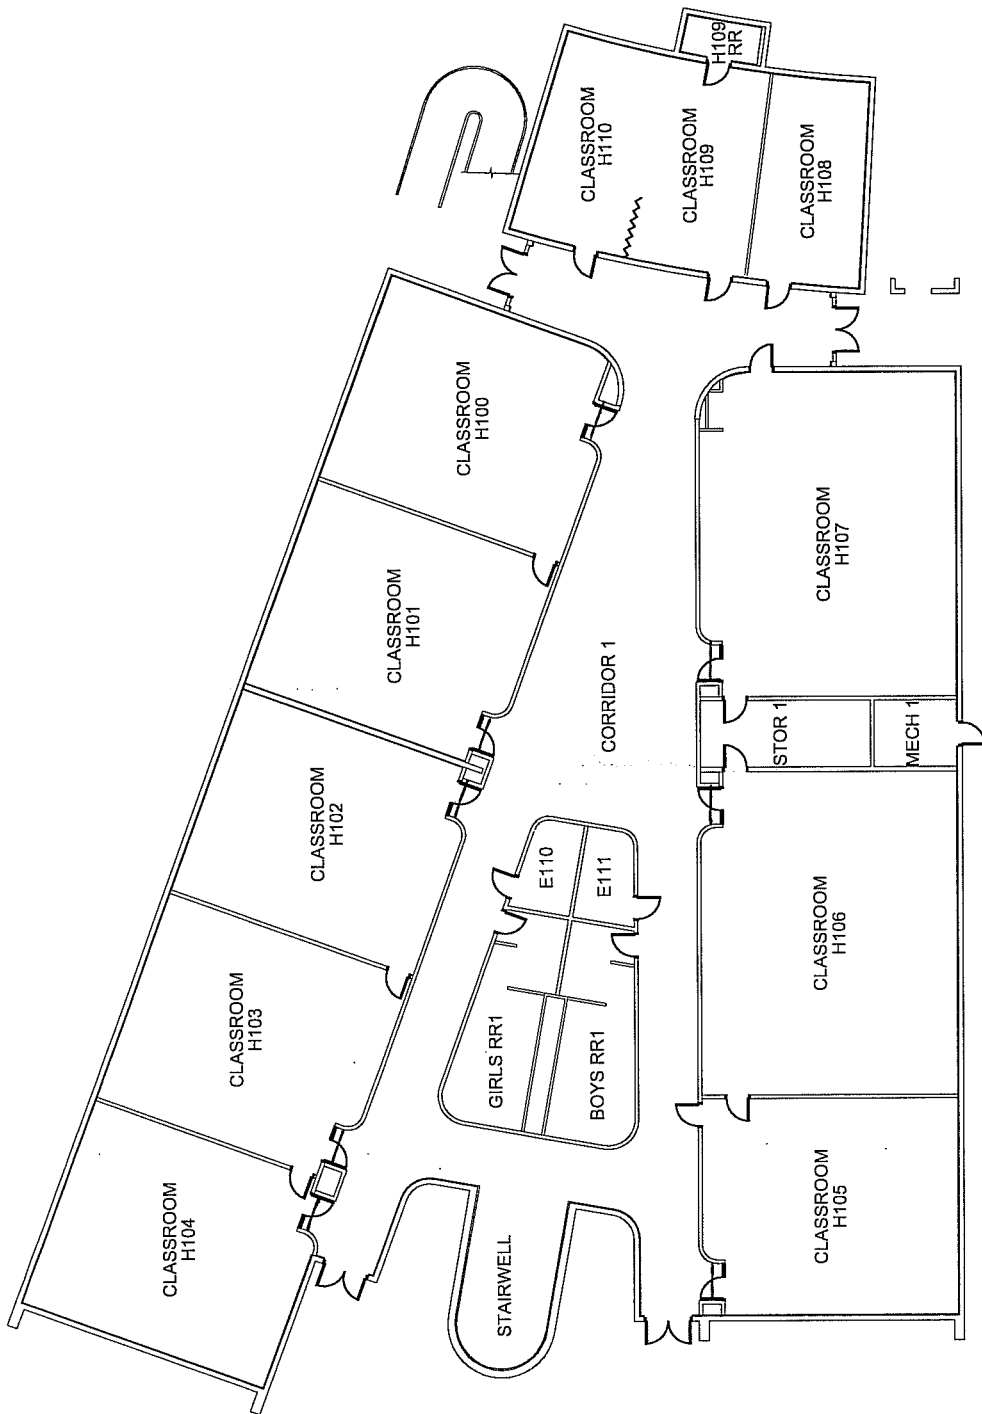 H109
RR
CLASSROOM
H110
CLASSROOM
H109
CLASSROOM
H108
CLASSROOM
H100
CLASSROOM
H101
CLASSROOM
H107
CORRIDOR 1
STOR 1
MECH 1
CLASSROOM
H102
E110
E111
CLASSROOM
H106
CLASSROOM
H103
GIRLS RR1
BOYS RR1
CLASSROOM
H104
CLASSROOM
H105
STAIRWELL